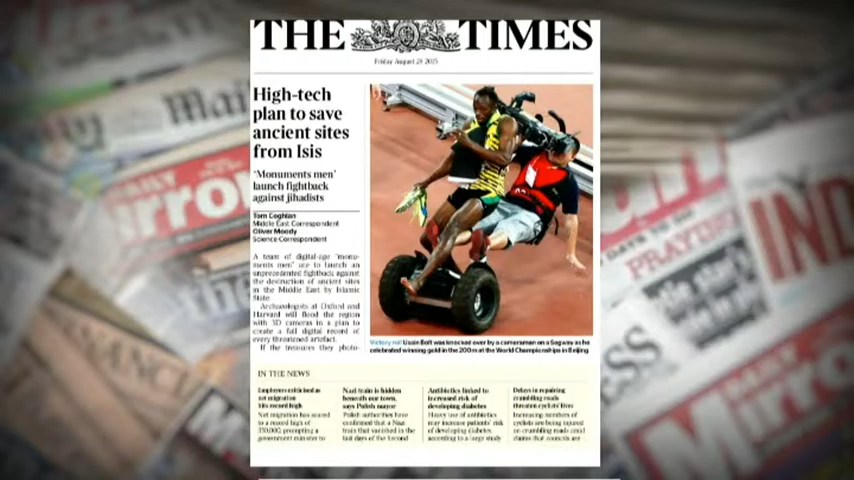 THE TIMES
Friday August 28 2015
High-tech
plan to save
ancient sites
from Isis
'Monuments men'
launch fightback
against jihadists
Tom Coghlan
Middle East Correspondent
Oliver Moody
Science Correspondent
A team of digital-age "monu-
ments men" are to launch an
unprecedented fightback against
the destruction of ancient sites
in the Middle East by Islamic
State.
Archaeologists at Oxford and
Harvard will flood the region
with 3D cameras in a plan to
create a full digital record of
every threatened artefact.
If the treasures they photo-
Victory roll Usain Bolt was knocked over by a cameraman on a Segway as he
celebrated winning gold in the 200m at the World Championships in Beijing
IN THE NEWS
Employers criticised as
net migration
hits record high
Net migration has soared
to a record high of
330,000, prompting a
government minister to
Nazi train is hidden
beneath our town,
says Polish mayor
Polish authorities have
confirmed that a Nazi
train that vanished in the
last days of the Second
Antibiotics linked to
increased risk of
developing diabetes
Heavy use of antibiotics
may increase patients' risk
of developing diabetes,
according to a large study
Delays in repairing
crumbling roads
threaten cyclists' lives
Increasing numbers of
cyclists are being injured
on crumbling roads amid
claims that councils are
Mail
DAILY
Mirror
DAYS TO
PRAYI
IND
ESS
Mirror